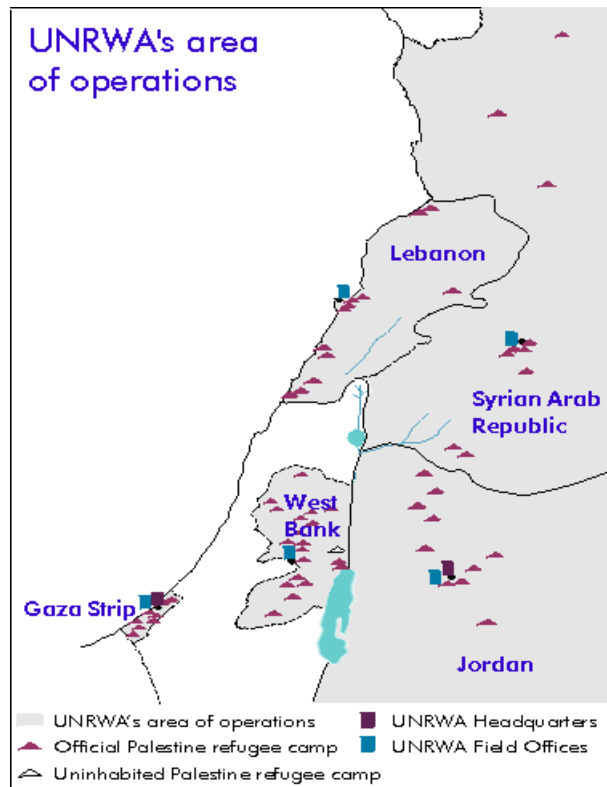 UNRWA's area
of operations
Lebanon
Syrian Arab
Republic
West
Bank
Gaza Strip
Jordan
UNRWA's area of operations
UNRWA Headquarters
Official Palestine refugee camp
UNRWA Field Offices
Uninhabited Palestine refugee camp